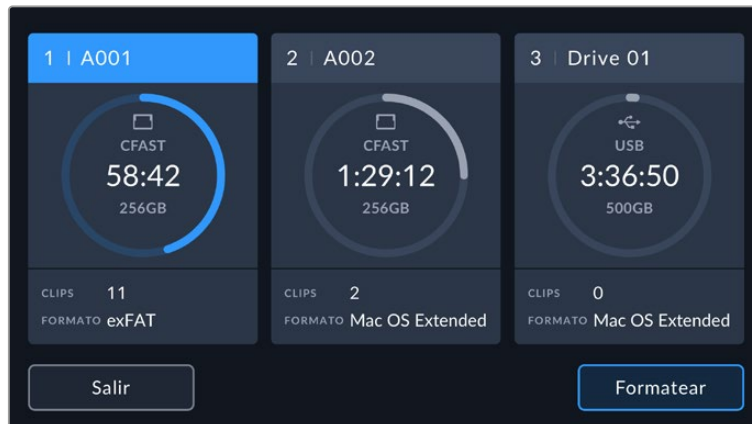 1 | A001
CFAST
58:42
256GB
CLIPS 11
FORMATO exFAT
2 | A002
CFAST
1:29:12
256GB
CLIPS 2
FORMATO Mac OS Extended
3 | Drive 01
USB
3:36:50
500GB
CLIPS 0
FORMATO Mac OS Extended
Salir
Formatear